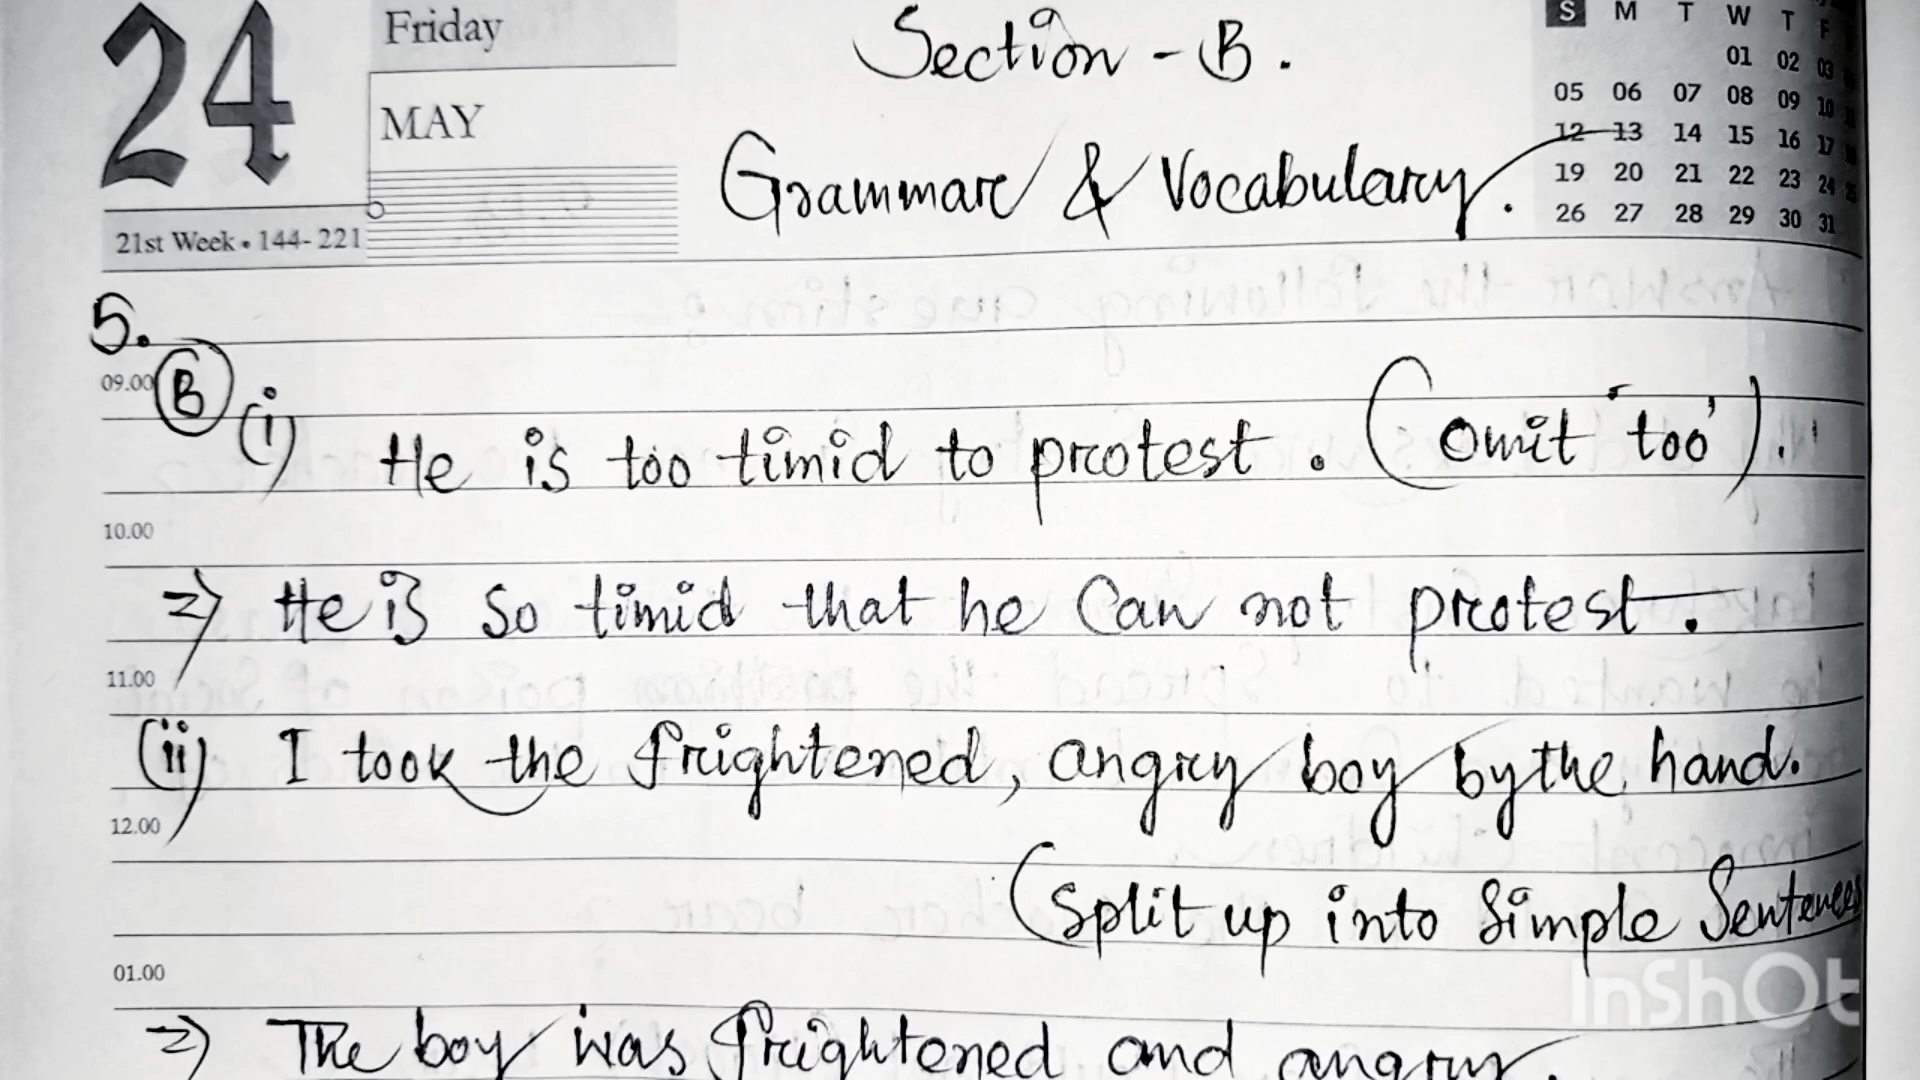 24
Friday
MAY
21st Week • 144-221
Section - B.
Grammar & Vocabulary.
S M T W T F
01 02 03
05 06 07 08 09 10
12 13 14 15 16 17
19 20 21 22 23 24 25
26 27 28 29 30 31
5.
09.00
B (i) He is too timid to protest. (omit 'too').
10.00
=> He is so timid that he can not protest.
11.00
(ii) I took the frightened, angry boy by the hand.
12.00
(Split up into Simple Sentences
01.00
=> The boy was frightened and angry.
InShOt